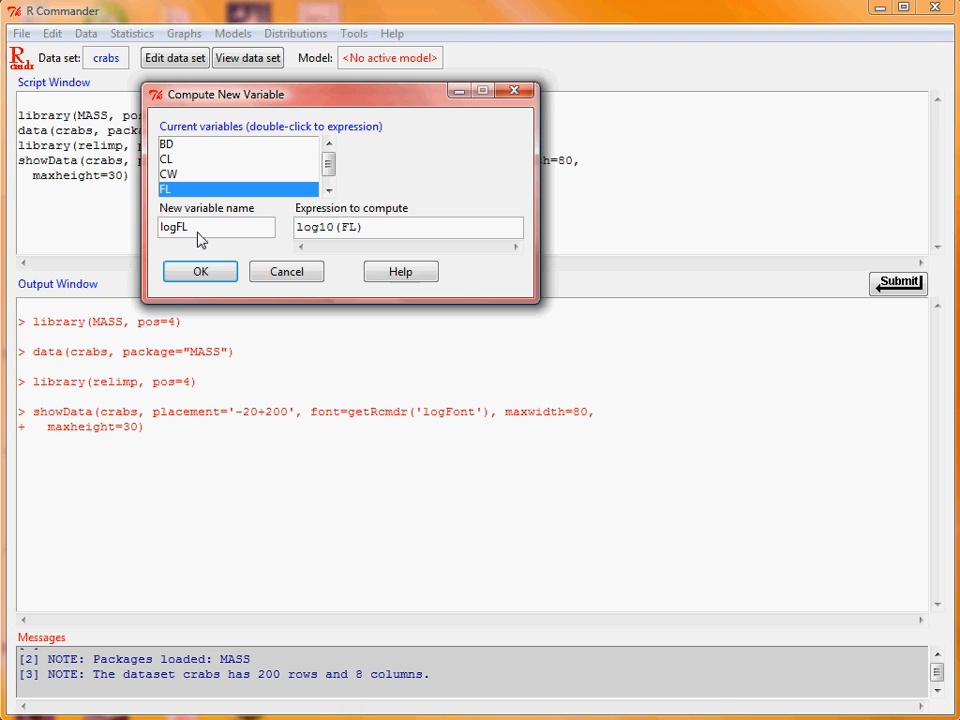 R Commander
File Edit Data Statistics Graphs Models Distributions Tools Help
R cmdr Data set: crabs Edit data set View data set Model: <No active model>
Script Window
library(MASS, pos
data(crabs, pack
library(relimp,
showData(crabs, h=80,
maxheight=30)
Compute New Variable
Current variables (double-click to expression)
BD
CL
CW
FL
New variable name Expression to compute
logFL log10(FL)
OK Cancel Help
Output Window Submit
> library(MASS, pos=4)
> data(crabs, package="MASS")
> library(relimp, pos=4)
> showData(crabs, placement='-20+200', font=getRcmdr('logFont'), maxwidth=80,
+ maxheight=30)
Messages
[2] NOTE: Packages loaded: MASS
[3] NOTE: The dataset crabs has 200 rows and 8 columns.